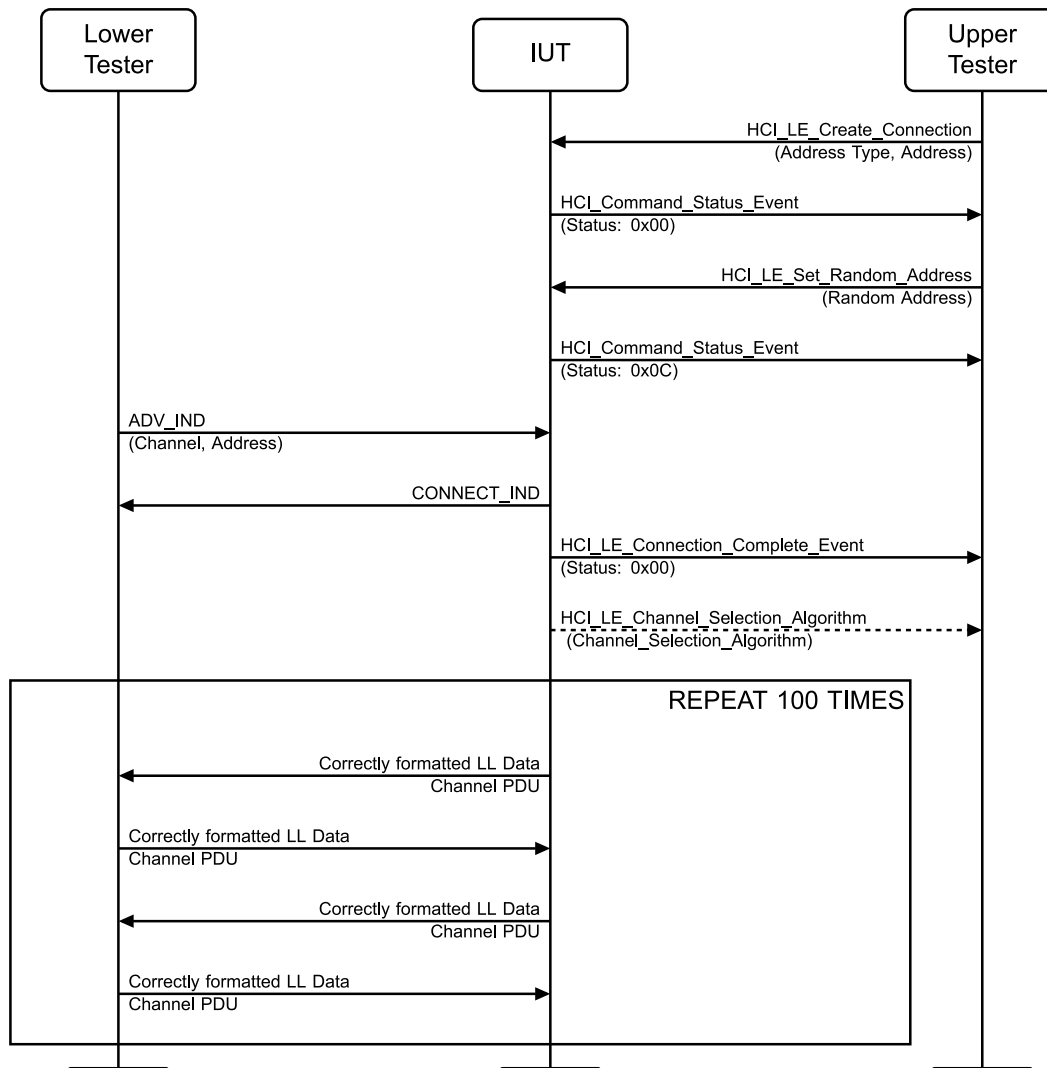 Lower
Tester
IUT
Upper
Tester
HCI_LE_Create_Connection
(Address Type, Address)
HCI_Command_Status_Event
(Status: 0x00)
HCI_LE_Set_Random_Address
(Random Address)
HCI_Command_Status_Event
(Status: 0x0C)
ADV_IND
(Channel, Address)
CONNECT_IND
HCI_LE_Connection_Complete_Event
(Status: 0x00)
HCI_LE_Channel_Selection_Algorithm
(Channel_Selection_Algorithm)
REPEAT 100 TIMES
Correctly formatted LL Data
Channel PDU
Correctly formatted LL Data
Channel PDU
Correctly formatted LL Data
Channel PDU
Correctly formatted LL Data
Channel PDU